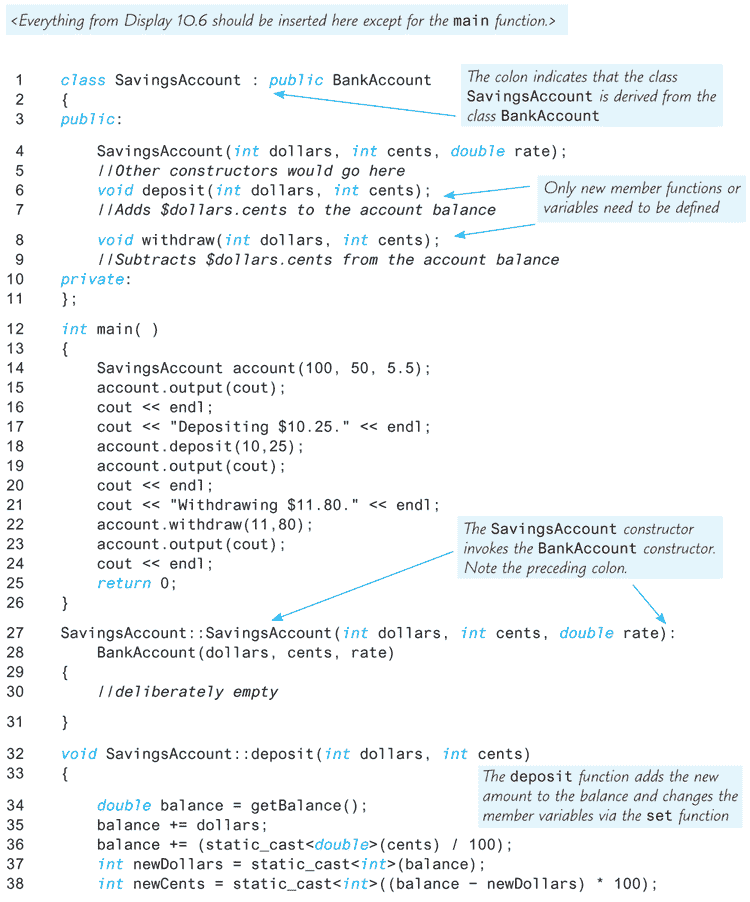 <Everything from Display 10.6 should be inserted here except for the main function.>
1 class SavingsAccount : public BankAccount
The colon indicates that the class
SavingsAccount is derived from the
class BankAccount
2 {
3 public:
4 SavingsAccount(int dollars, int cents, double rate);
5 //Other constructors would go here
6 void deposit(int dollars, int cents);
Only new member functions or
variables need to be defined
7 //Adds $dollars.cents to the account balance
8 void withdraw(int dollars, int cents);
9 //Subtracts $dollars.cents from the account balance
10 private:
11 };
12 int main( )
13 {
14 SavingsAccount account(100, 50, 5.5);
15 account.output(cout);
16 cout << endl;
17 cout << "Depositing $10.25." << endl;
18 account.deposit(10,25);
19 account.output(cout);
20 cout << endl;
21 cout << "Withdrawing $11.80." << endl;
22 account.withdraw(11,80);
23 account.output(cout);
24 cout << endl;
25 return 0;
26 }
The SavingsAccount constructor
invokes the BankAccount constructor.
Note the preceding colon.
27 SavingsAccount::SavingsAccount(int dollars, int cents, double rate):
28 BankAccount(dollars, cents, rate)
29 {
30 //deliberately empty
31 }
32 void SavingsAccount::deposit(int dollars, int cents)
33 {
The deposit function adds the new
amount to the balance and changes the
member variables via the set function
34 double balance = getBalance();
35 balance += dollars;
36 balance += (static_cast<double>(cents) / 100);
37 int newDollars = static_cast<int>(balance);
38 int newCents = static_cast<int>((balance - newDollars) * 100);